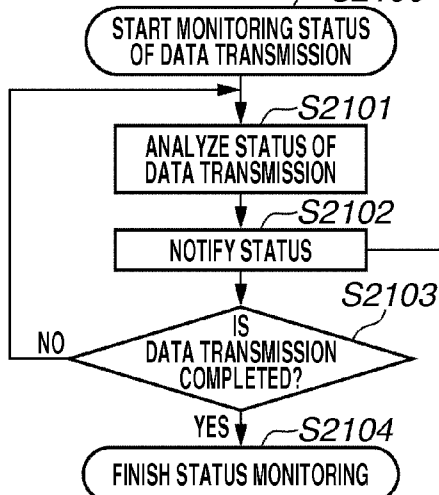 START MONITORING STATUS
OF DATA TRANSMISSION
S2101
ANALYZE STATUS OF
DATA TRANSMISSION
S2102
NOTIFY STATUS
S2103
IS
DATA TRANSMISSION
COMPLETED?
NO
YES
S2104
FINISH STATUS MONITORING